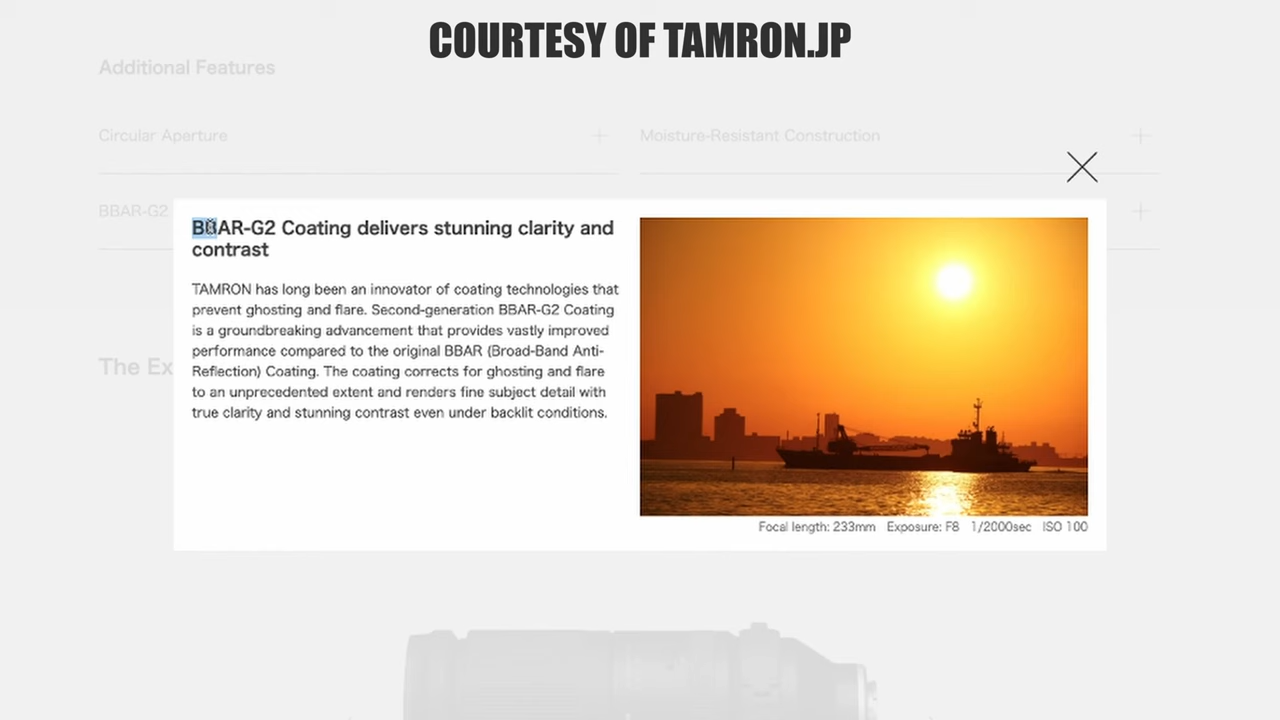 COURTESY OF TAMRON.JP
Additional Features
Circular Aperture
Moisture-Resistant Construction
BBAR-G2
BBAR-G2 Coating delivers stunning clarity and
contrast
TAMRON has long been an innovator of coating technologies that
prevent ghosting and flare. Second-generation BBAR-G2 Coating
is a groundbreaking advancement that provides vastly improved
performance compared to the original BBAR (Broad-Band Anti-
Reflection) Coating. The coating corrects for ghosting and flare
to an unprecedented extent and renders fine subject detail with
true clarity and stunning contrast even under backlit conditions.
The Ex
Focal length: 233mm Exposure: F8 1/2000sec ISO 100